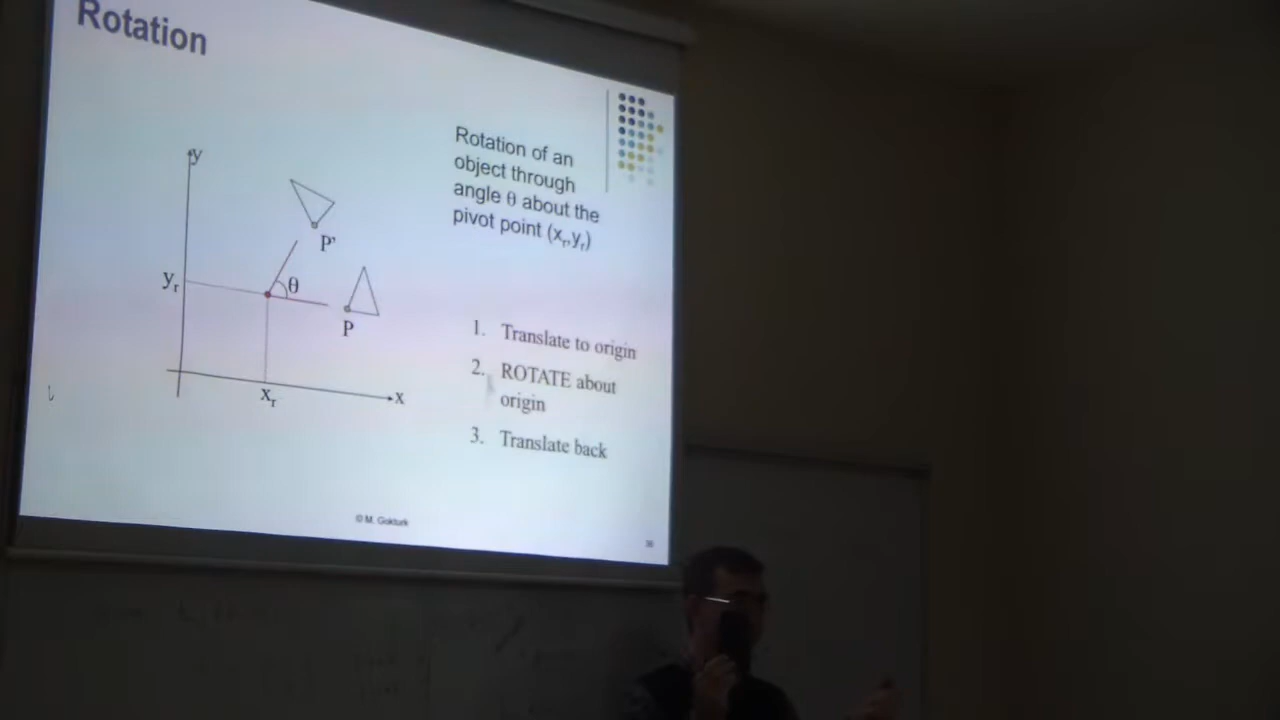 Rotation
y
P'
θ
y_r
P
x_r
x
Rotation of an
object through
angle θ about the
pivot point (x_r,y_r)
1. Translate to origin
2. ROTATE about
origin
3. Translate back
© M. Gokturk